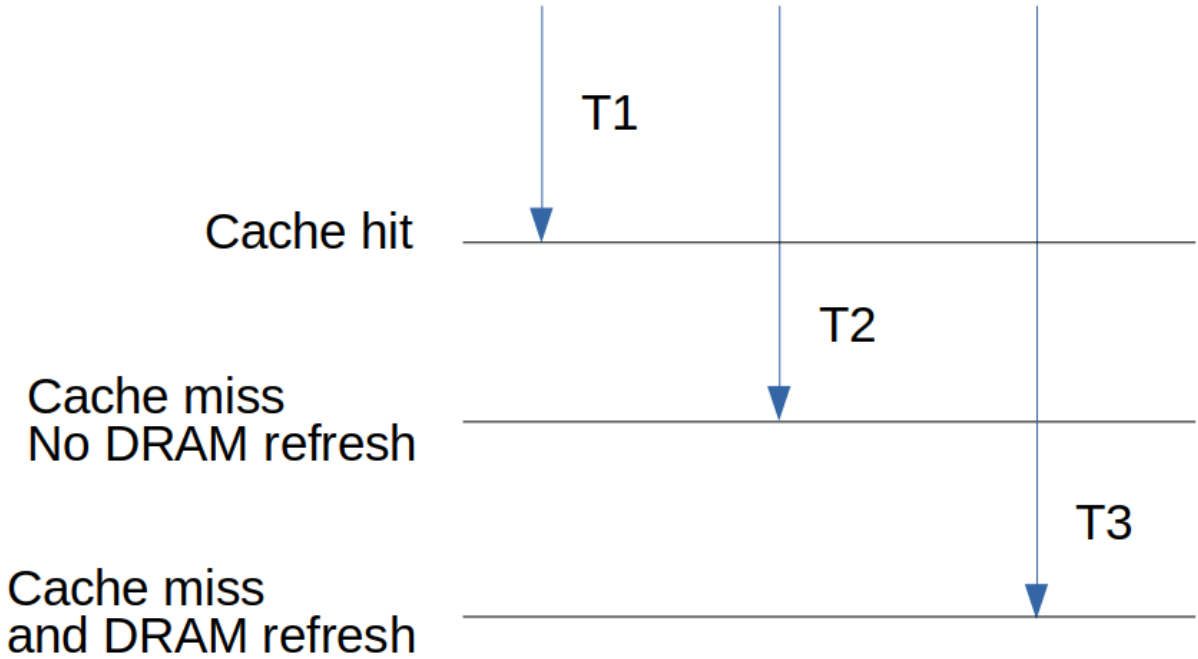 T1
Cache hit
T2
Cache miss
No DRAM refresh
T3
Cache miss
and DRAM refresh